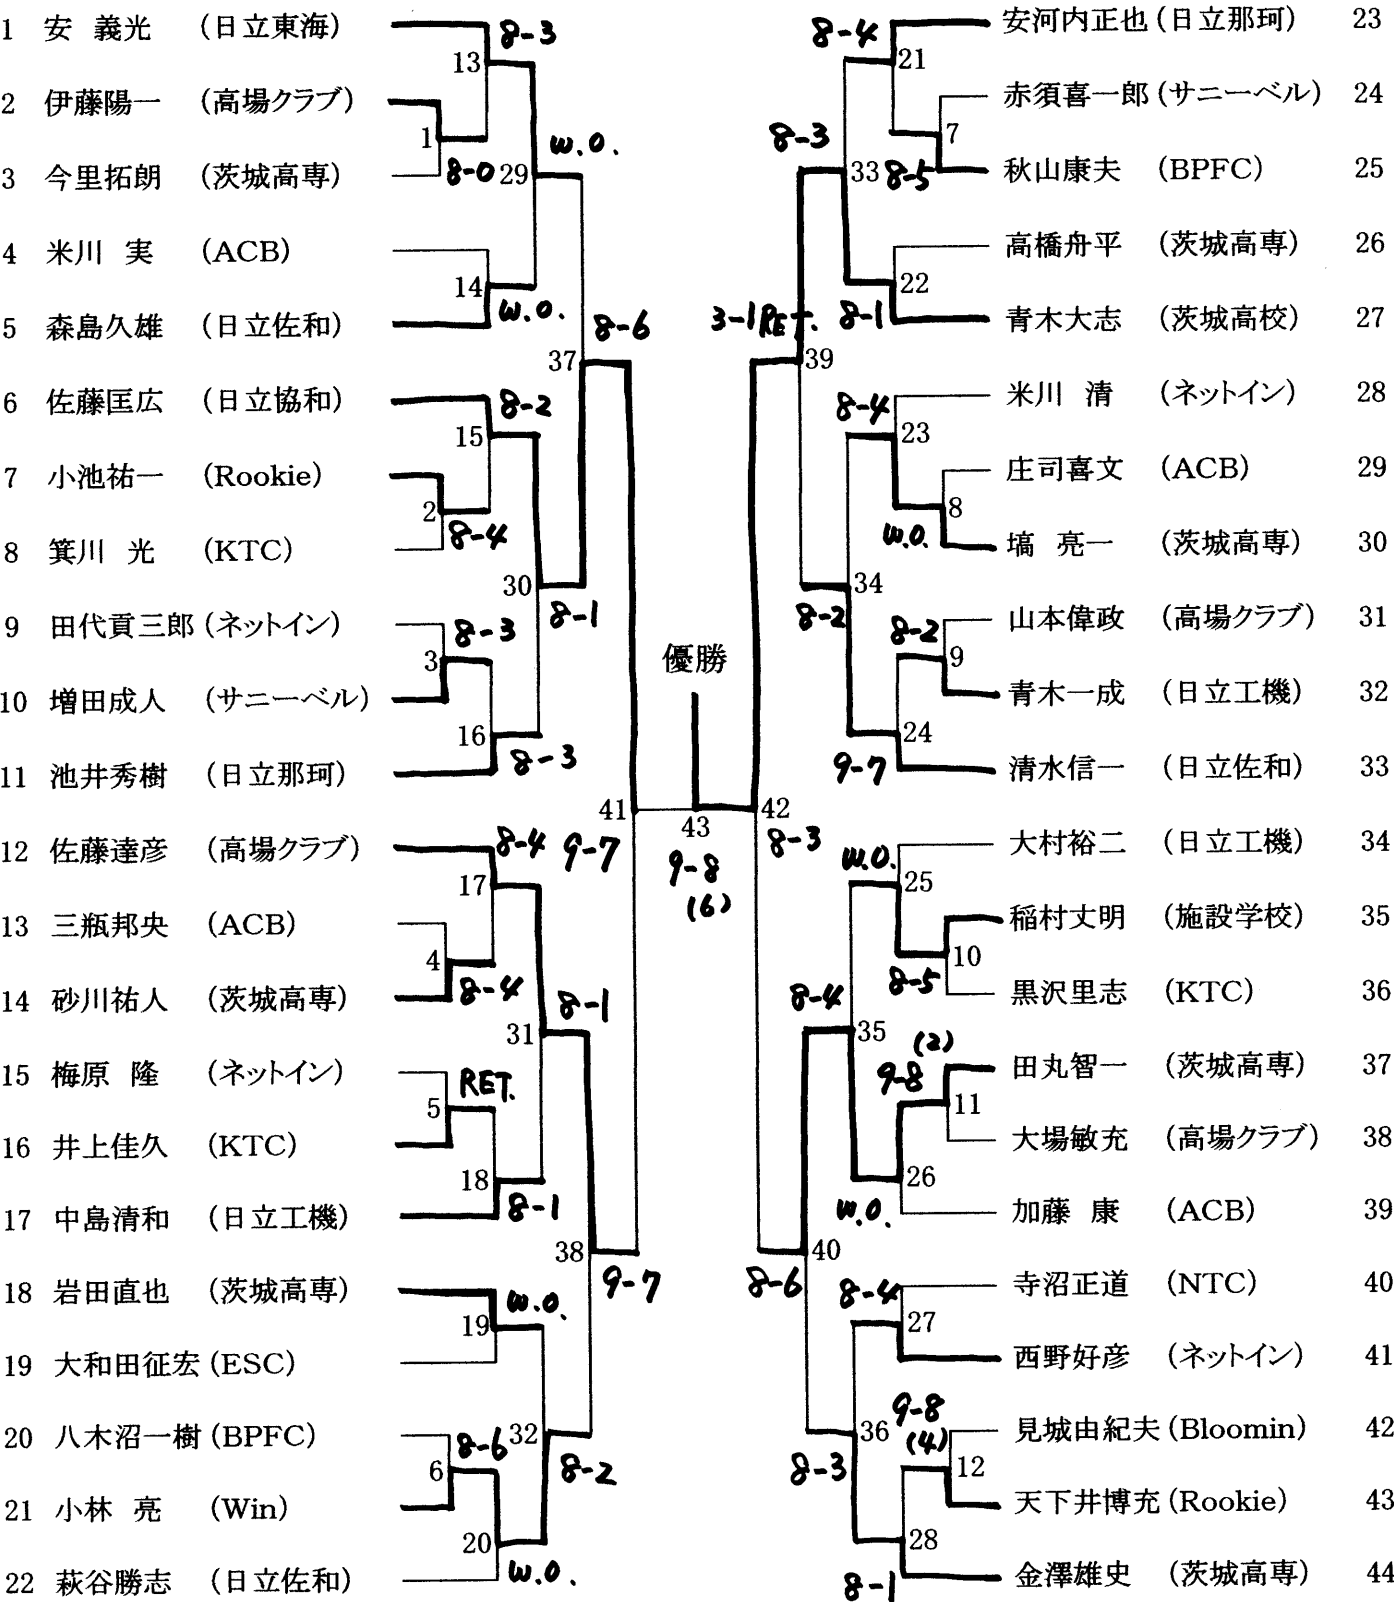 1 安 義光 (日立東海)
2 伊藤陽一 (高場クラブ)
3 今里拓朗 (茨城高専)
4 米川 実 (ACB)
5 森島久雄 (日立佐和)
6 佐藤匡広 (日立協和)
7 小池祐一 (Rookie)
8 箕川 光 (KTC)
9 田代貢三郎 (ネットイン)
10 増田成人 (サニーベル)
11 池井秀樹 (日立那珂)
12 佐藤達彦 (高場クラブ)
13 三瓶邦央 (ACB)
14 砂川祐人 (茨城高専)
15 梅原 隆 (ネットイン)
16 井上佳久 (KTC)
17 中島清和 (日立工機)
18 岩田直也 (茨城高専)
19 大和田征宏 (ESC)
20 八木沼一樹 (BPFC)
21 小林 亮 (Win)
22 萩谷勝志 (日立佐和)
13 8-3
1 8-0
29 W.O.
14 W.O.
37 8-6
15 8-2
2 8-4
30 8-1
3 8-3
16 8-3
41 9-7
17 8-4
4 8-4
31 8-1
5 RET.
18 8-1
38 9-7
19 W.O.
32 8-2
6 8-6
20 W.O.
優勝
43
9-8
(6)
安河内正也 (日立那珂) 23
赤須喜一郎 (サニーベル) 24
秋山康夫 (BPFC) 25
高橋舟平 (茨城高専) 26
青木大志 (茨城高校) 27
米川 清 (ネットイン) 28
庄司喜文 (ACB) 29
塙 亮一 (茨城高専) 30
山本偉政 (高場クラブ) 31
青木一成 (日立工機) 32
清水信一 (日立佐和) 33
大村裕二 (日立工機) 34
稲村丈明 (施設学校) 35
黒沢里志 (KTC) 36
田丸智一 (茨城高専) 37
大場敏充 (高場クラブ) 38
加藤 康 (ACB) 39
寺沼正道 (NTC) 40
西野好彦 (ネットイン) 41
見城由紀夫 (Bloomin) 42
天下井博充 (Rookie) 43
金澤雄史 (茨城高専) 44
8-4 21
7 8-5
8-3 33
22 8-1
3-1 RET. 39
8-4 23
8 W.O.
34 8-2
8-2 9
24 9-7
42 8-3
W.O. 25
10 8-5
8-4 35
9-8 (2) 11
26 W.O.
40 8-6
8-4 27
36 8-3
9-8 (4) 12
28 8-1